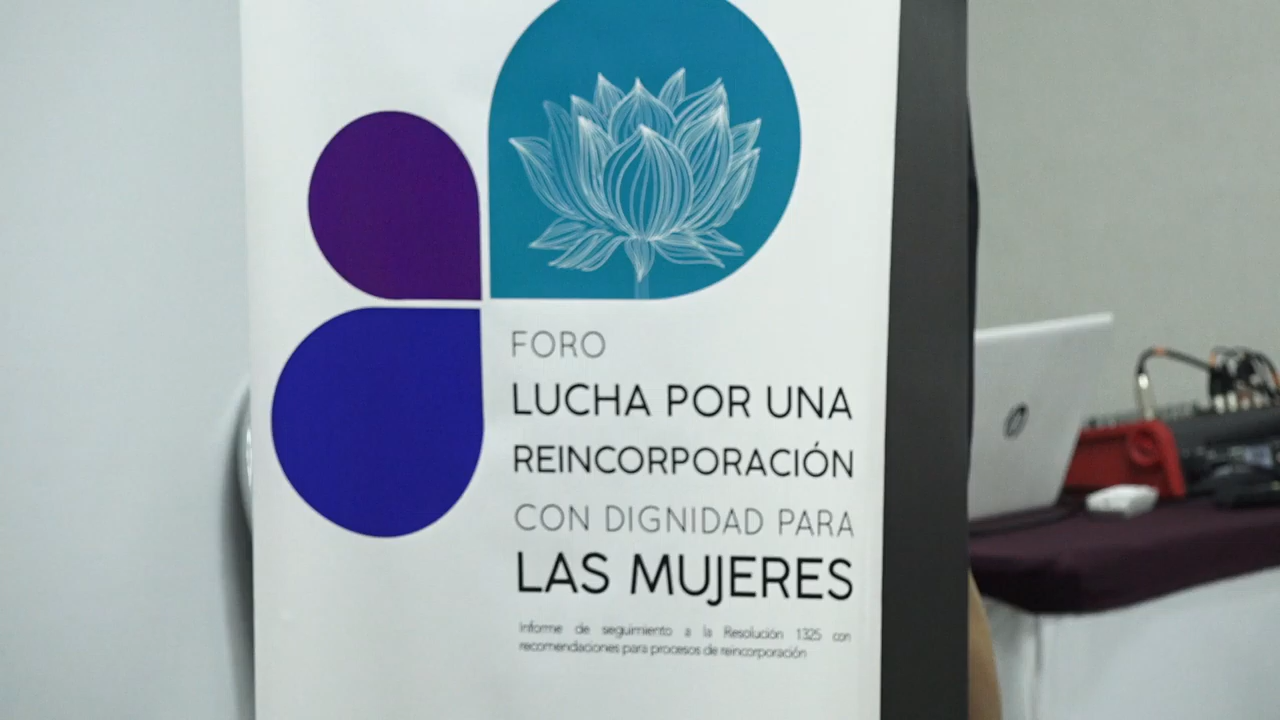 FORO
LUCHA POR UNA
REINCORPORACIÓN
CON DIGNIDAD PARA
LAS MUJERES
Informe de seguimiento a la Resolución 1325 con
recomendaciones para procesos de reincorporación